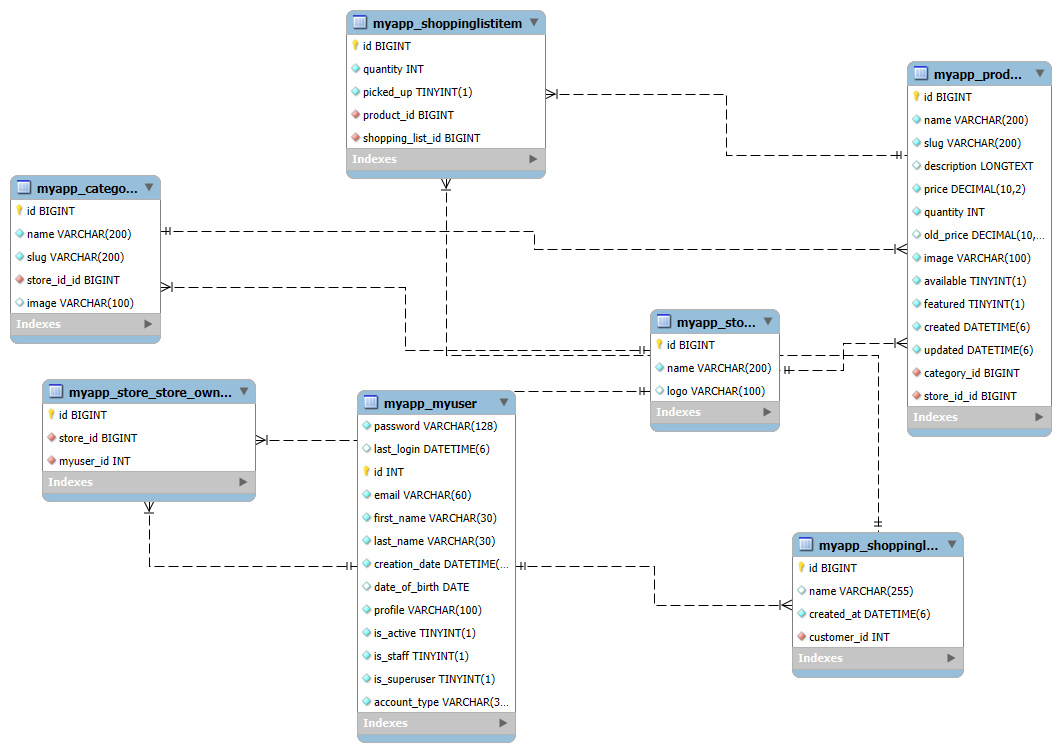 myapp_shoppinglistitem
id BIGINT
quantity INT
picked_up TINYINT(1)
product_id BIGINT
shopping_list_id BIGINT
Indexes
myapp_prod...
id BIGINT
name VARCHAR(200)
slug VARCHAR(200)
description LONGTEXT
price DECIMAL(10,2)
quantity INT
old_price DECIMAL(10,...
image VARCHAR(100)
available TINYINT(1)
featured TINYINT(1)
created DATETIME(6)
updated DATETIME(6)
category_id BIGINT
store_id_id BIGINT
Indexes
myapp_catego...
id BIGINT
name VARCHAR(200)
slug VARCHAR(200)
store_id_id BIGINT
image VARCHAR(100)
Indexes
myapp_sto...
id BIGINT
name VARCHAR(200)
logo VARCHAR(100)
Indexes
myapp_store_store_own...
id BIGINT
store_id BIGINT
myuser_id INT
Indexes
myapp_myuser
password VARCHAR(128)
last_login DATETIME(6)
id INT
email VARCHAR(60)
first_name VARCHAR(30)
last_name VARCHAR(30)
creation_date DATETIME(...
date_of_birth DATE
profile VARCHAR(100)
is_active TINYINT(1)
is_staff TINYINT(1)
is_superuser TINYINT(1)
account_type VARCHAR(3...
Indexes
myapp_shoppingl...
id BIGINT
name VARCHAR(255)
created_at DATETIME(6)
customer_id INT
Indexes